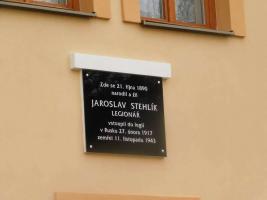 Zde se 21. října 1890
narodil a žil
JAROSLAV STEHLÍK
LEGIONÁŘ
vstoupil do legií
v Rusku 27. února 1917
zemřel 11. listopadu 1943